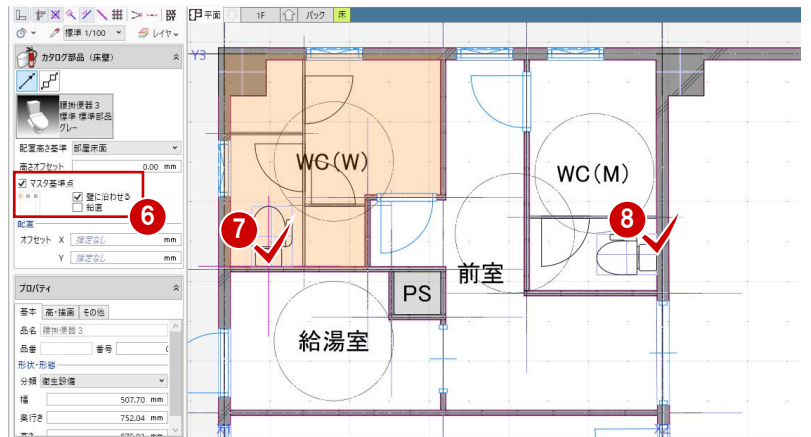 平面
1F
パック
床
標準 1/100
レイヤ
カタログ部品（床壁）
腰掛便器３
標準 標準部品
グレー
配置高さ基準 部屋床面
高さオフセット 0.00 mm
マスタ基準点
壁に沿わせる
鉛直
6
配置
オフセット X 指定なし mm
Y 指定なし mm
プロパティ
基本 高・描画 その他
品名 腰掛便器３
品番 番号
形状・形態
分類 衛生設備
幅 507.70 mm
奥行き 752.04 mm
Y3
WC(W)
WC(M)
7
8
前室
PS
給湯室
X1
X2